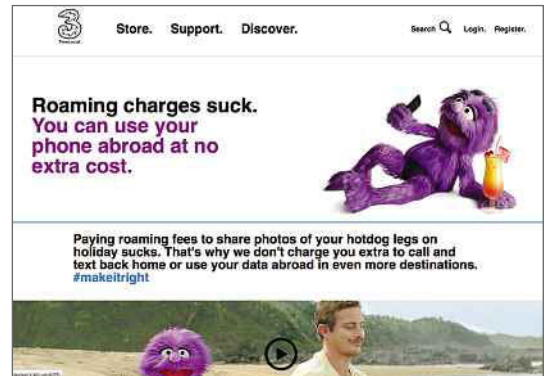 3
Store. Support. Discover.
Search Login. Register.
Roaming charges suck.
You can use your
phone abroad at no
extra cost.
Paying roaming fees to share photos of your hotdog legs on
holiday sucks. That's why we don't charge you extra to call and
text back home or use your data abroad in even more destinations.
#makeitright